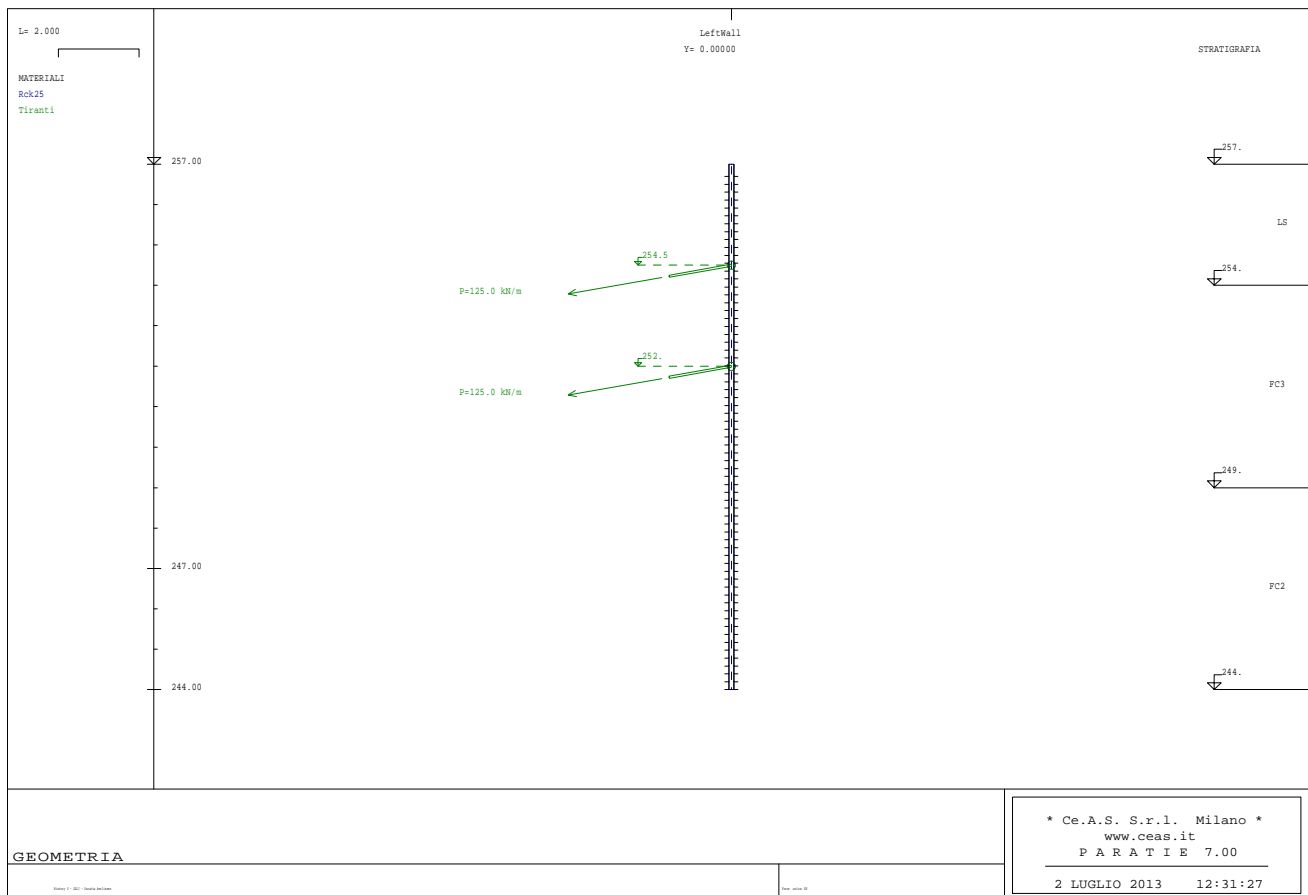 L= 2.000
LeftWall
Y= 0.00000
STRATIGRAFIA
MATERIALI
Rck25
Tiranti
257.00
257.
LS
254.5
254.
P=125.0 kN/m
252.
FC3
P=125.0 kN/m
249.
247.00
FC2
244.00
244.
* Ce.A.S. S.r.l. Milano *
www.ceas.it
P A R A T I E 7.00
GEOMETRIA
2 LUGLIO 2013 12:31:27